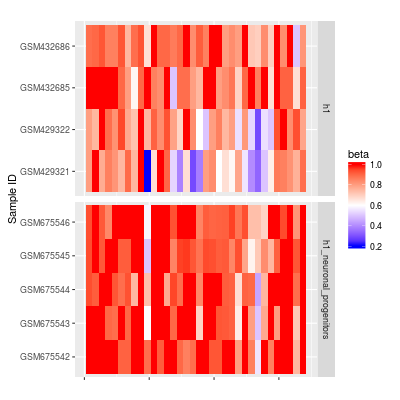 Sample ID
GSM432686
GSM432685
GSM429322
GSM429321
h1
GSM675546
GSM675545
GSM675544
GSM675543
GSM675542
h1_neuronal_progenitors
beta
1.0
0.8
0.6
0.4
0.2